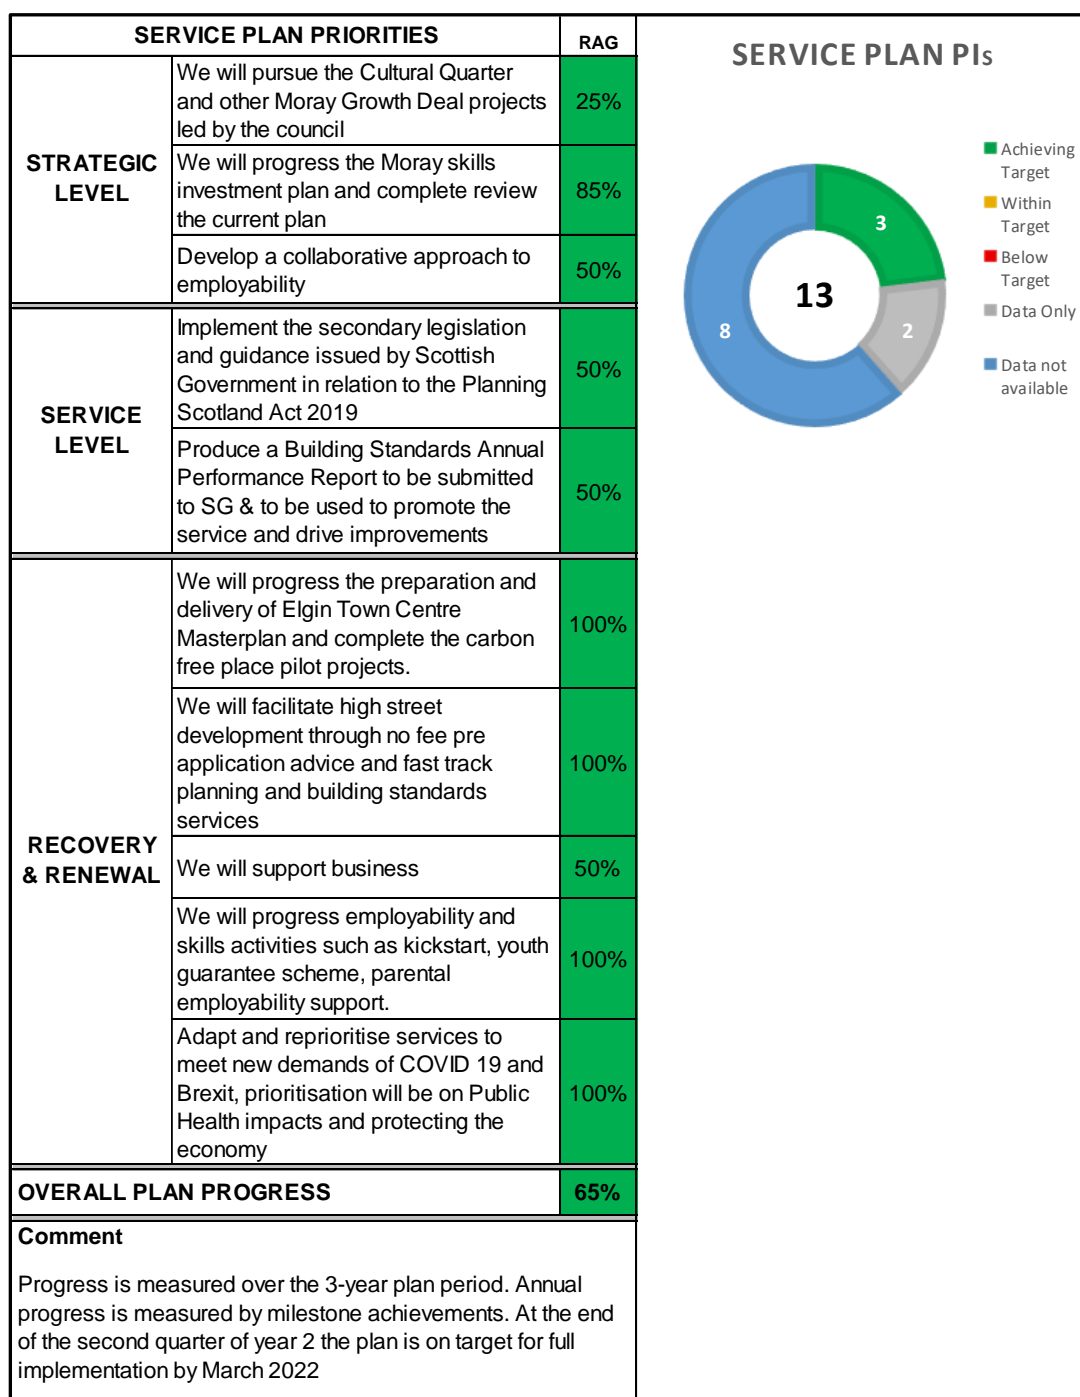 SERVICE PLAN PRIORITIES
RAG
STRATEGIC
LEVEL
We will pursue the Cultural Quarter
and other Moray Growth Deal projects
led by the council
25%
We will progress the Moray skills
investment plan and complete review
the current plan
85%
Develop a collaborative approach to
employability
50%
SERVICE
LEVEL
Implement the secondary legislation
and guidance issued by Scottish
Government in relation to the Planning
Scotland Act 2019
50%
Produce a Building Standards Annual
Performance Report to be submitted
to SG & to be used to promote the
service and drive improvements
50%
RECOVERY
& RENEWAL
We will progress the preparation and
delivery of Elgin Town Centre
Masterplan and complete the carbon
free place pilot projects.
100%
We will facilitate high street
development through no fee pre
application advice and fast track
planning and building standards
services
100%
We will support business
50%
We will progress employability and
skills activities such as kickstart, youth
guarantee scheme, parental
employability support.
100%
Adapt and reprioritise services to
meet new demands of COVID 19 and
Brexit, prioritisation will be on Public
Health impacts and protecting the
economy
100%
OVERALL PLAN PROGRESS
65%
Comment
Progress is measured over the 3-year plan period. Annual
progress is measured by milestone achievements. At the end
of the second quarter of year 2 the plan is on target for full
implementation by March 2022
SERVICE PLAN PIs
3
2
8
13
Achieving
Target
Within
Target
Below
Target
Data Only
Data not
available